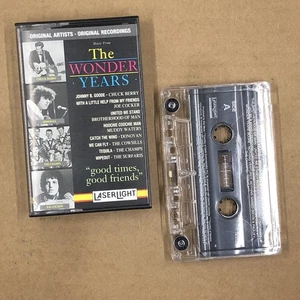 ORIGINAL ARTISTS · ORIGINAL RECORDINGS
Music From
The
WONDER
YEARS
JOHNNY B. GOODE - CHUCK BERRY
WITH A LITTLE HELP FROM MY FRIENDS
JOE COCKER
UNITED WE STAND
BROTHERHOOD OF MAN
HOOCHIE COOCHIE MAN
MUDDY WATERS
CATCH THE WIND - DONOVAN
WE CAN FLY - THE COWSILLS
TEQUILA - THE CHAMPS
WIPEOUT - THE SURFARIS
"good times,
good friends"
LASERLIGHT
A